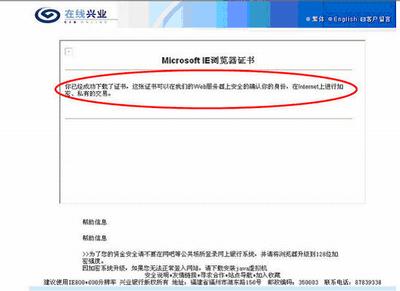 在线兴业
CIB ONLINE
繁体 English 客户留言
Microsoft IE浏览器证书
你已经成功下载了证书。这张证书可以在我们的Web服务器上安全的确认你的身份,在Internet上进行加
密、私有的交易。
帮助信息
帮助信息
>>为了您的资金安全请不要在网吧等公共场所登录网上银行系统,并请将浏览器升级到128位加
密强度。
因加密系统升级,如果您无法正常登入网站,请下载安装java虚拟机
安全说明*友情链接*寻求合作*站点导航*加入收藏
建议使用IE800*600分辨率 兴业银行版权所有 地址:福建省福州市湖东路150号 邮政编码:350003 联系电话:87839338